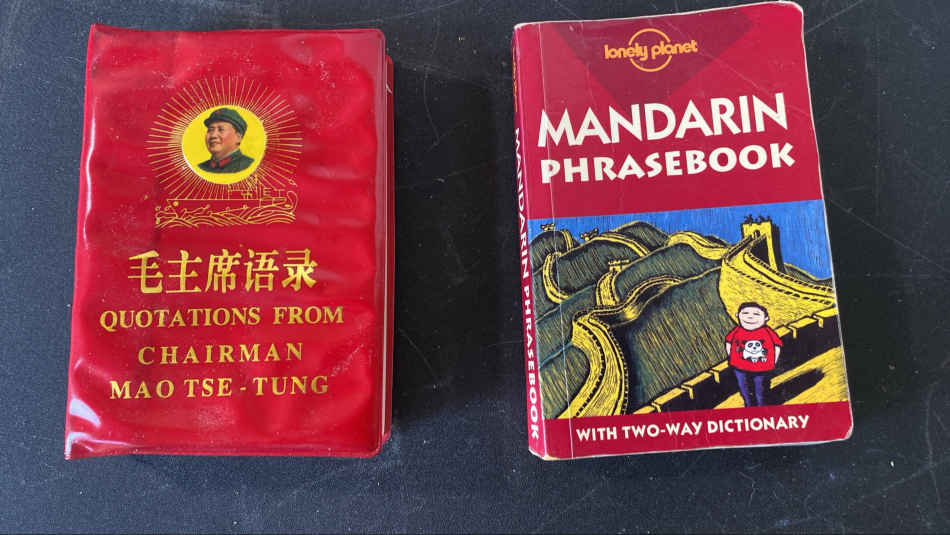 毛主席语录
QUOTATIONS FROM
CHAIRMAN
MAO TSE-TUNG
lonely planet
MANDARIN
PHRASEBOOK
WITH TWO-WAY DICTIONARY
MANDARIN PHRASEBOOK